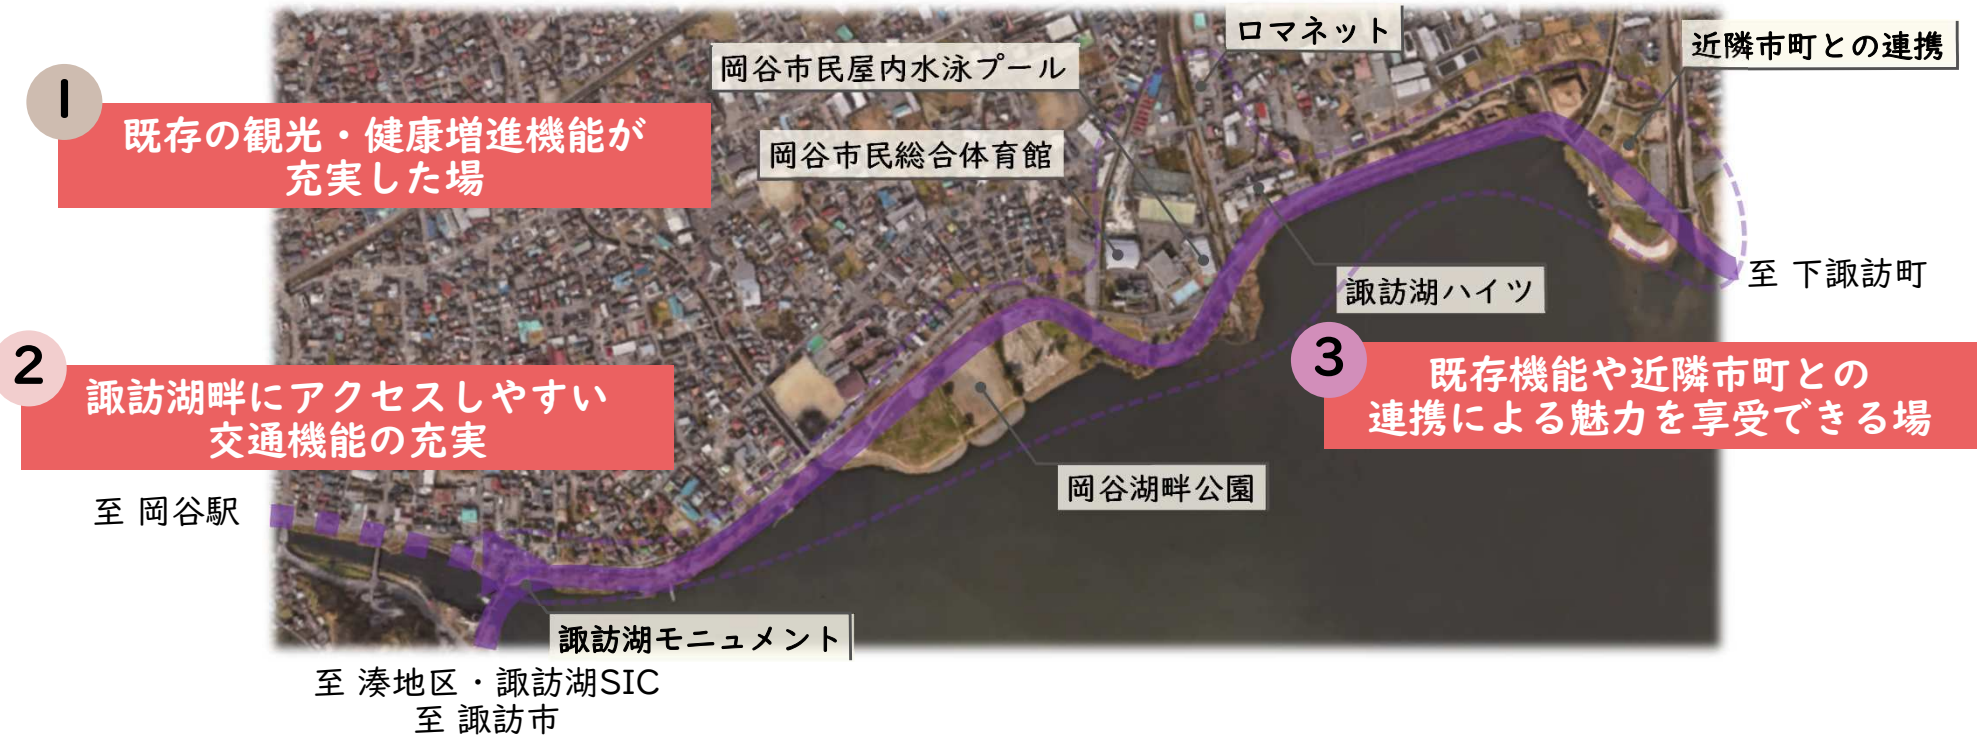 ロマネット
近隣市町との連携
岡谷市民屋内水泳プール
1
既存の観光・健康増進機能が
充実した場
岡谷市民総合体育館
至 下諏訪町
諏訪湖ハイツ
2
諏訪湖畔にアクセスしやすい
交通機能の充実
3
既存機能や近隣市町との
連携による魅力を享受できる場
岡谷湖畔公園
至 岡谷駅
諏訪湖モニュメント
至 湊地区・諏訪湖SIC
至 諏訪市